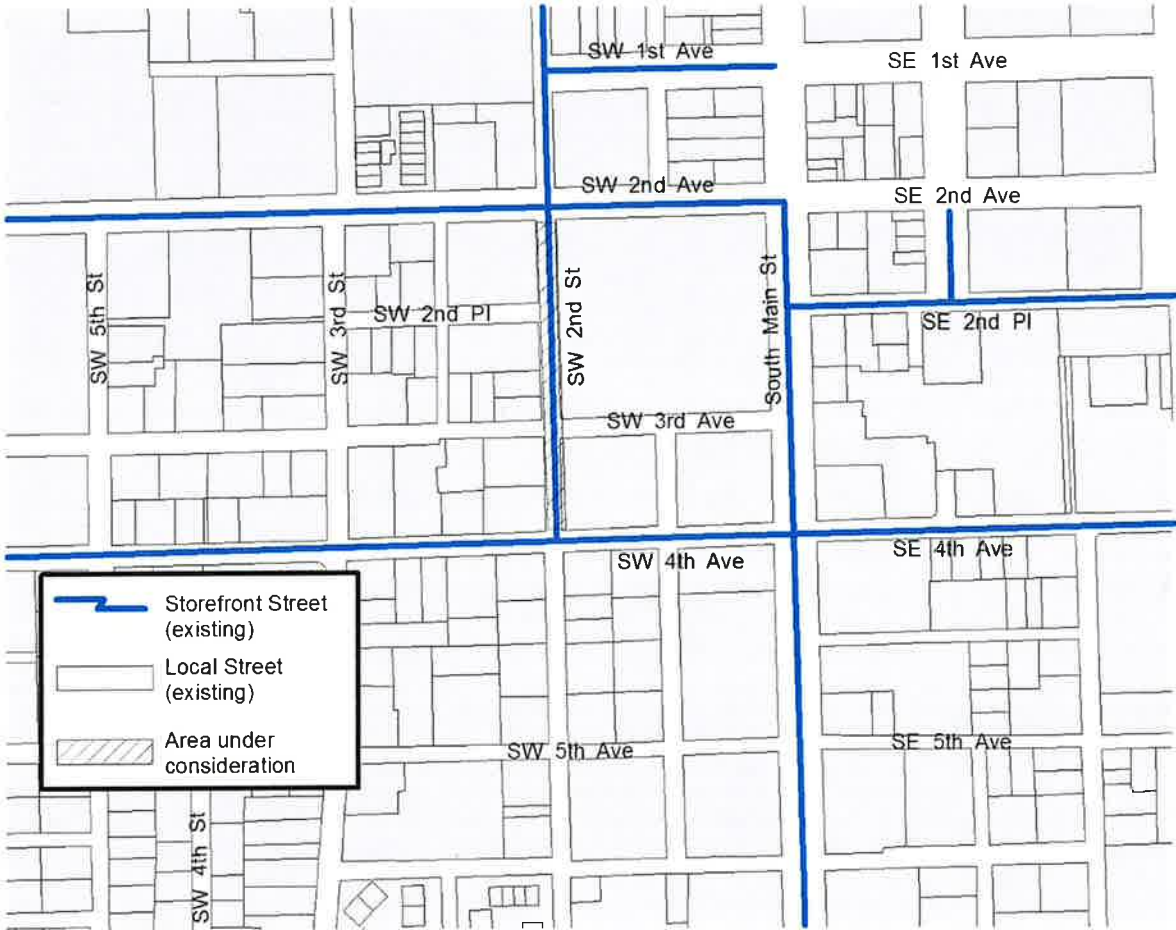 SW 1st Ave
SE 1st Ave
SW 2nd Ave
SE 2nd Ave
SW 5th St
SW 3rd St
SW 2nd Pl
SW 2nd St
South Main St
SE 2nd Pl
SW 3rd Ave
SW 4th Ave
SE 4th Ave
Storefront Street
(existing)
Local Street
(existing)
Area under
consideration
SW 5th Ave
SE 5th Ave
SW 4th St